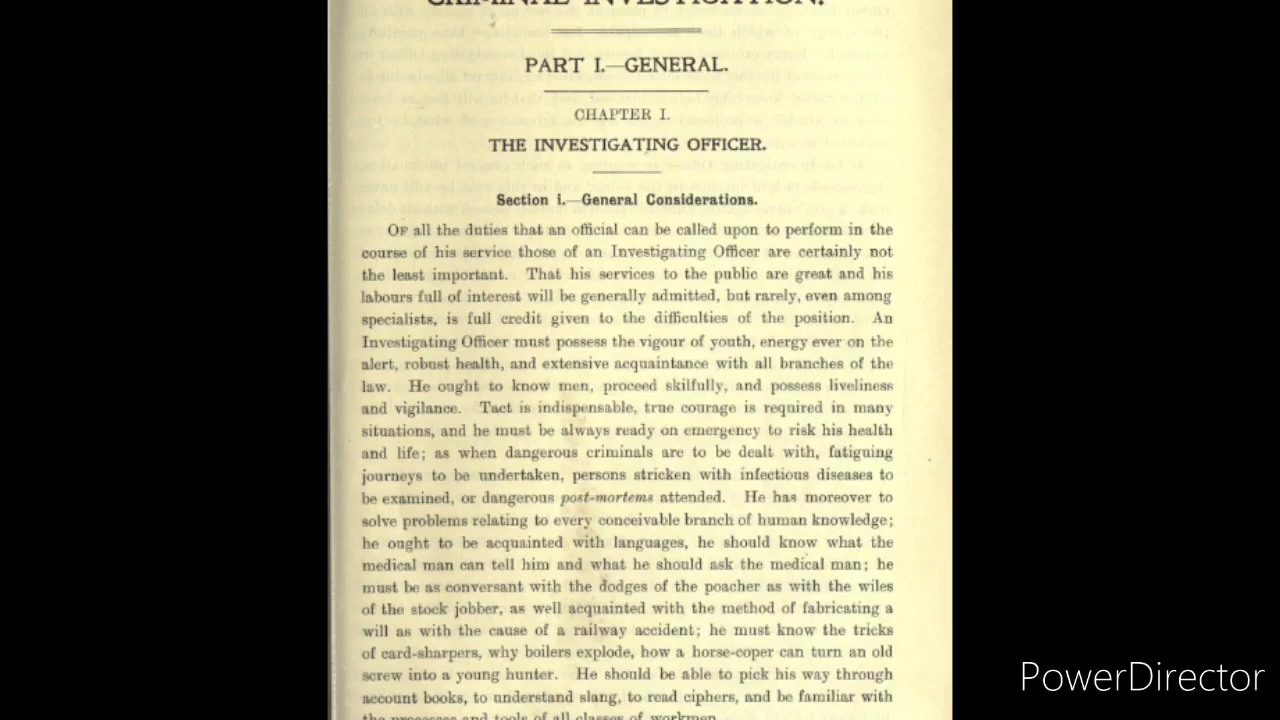 CRIMINAL INVESTIGATION.
PART I.—GENERAL.
CHAPTER I.
THE INVESTIGATING OFFICER.
Section i.—General Considerations.
OF all the duties that an official can be called upon to perform in the
course of his service those of an Investigating Officer are certainly not
the least important. That his services to the public are great and his
labours full of interest will be generally admitted, but rarely, even among
specialists, is full credit given to the difficulties of the position. An
Investigating Officer must possess the vigour of youth, energy ever on the
alert, robust health, and extensive acquaintance with all branches of the
law. He ought to know men, proceed skilfully, and possess liveliness
and vigilance. Tact is indispensable, true courage is required in many
situations, and he must be always ready on emergency to risk his health
and life; as when dangerous criminals are to be dealt with, fatiguing
journeys to be undertaken, persons stricken with infectious diseases to
be examined, or dangerous post-mortems attended. He has moreover to
solve problems relating to every conceivable branch of human knowledge;
he ought to be acquainted with languages, he should know what the
medical man can tell him and what he should ask the medical man; he
must be as conversant with the dodges of the poacher as with the wiles
of the stock jobber, as well acquainted with the method of fabricating a
will as with the cause of a railway accident; he must know the tricks
of card-sharpers, why boilers explode, how a horse-coper can turn an old
screw into a young hunter. He should be able to pick his way through
account books, to understand slang, to read ciphers, and be familiar with
the processes and tools of all classes of workmen.
PowerDirector